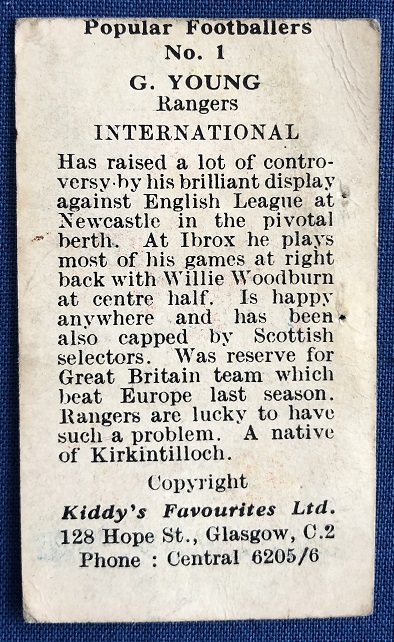 Popular Footballers
No. 1
G. YOUNG
Rangers
INTERNATIONAL
Has raised a lot of contro-
versy by his brilliant display
against English League at
Newcastle in the pivotal
berth. At Ibrox he plays
most of his games at right
back with Willie Woodburn
at centre half. Is happy
anywhere and has been
also capped by Scottish
selectors. Was reserve for
Great Britain team which
beat Europe last season.
Rangers are lucky to have
such a problem. A native
of Kirkintilloch.
Copyright
Kiddy's Favourites Ltd.
128 Hope St., Glasgow, C.2
Phone : Central 6205/6